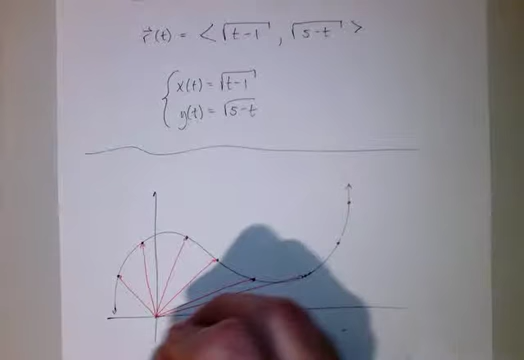 r⃗(t) = < √(t-1) , √(5-t) >
x(t) = √(t-1)
y(t) = √(5-t)